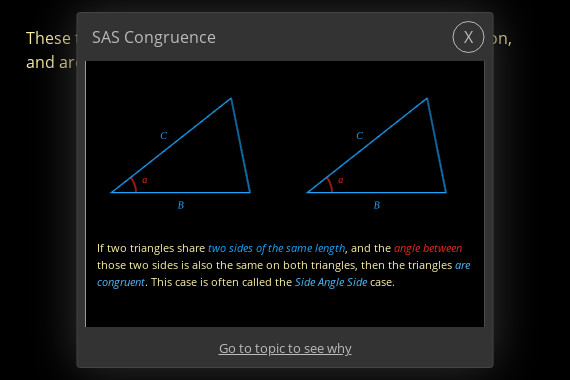 These
on,
and are
SAS Congruence
X
C
a
B
C
a
B
If two triangles share two sides of the same length, and the angle between
those two sides is also the same on both triangles, then the triangles are
congruent. This case is often called the Side Angle Side case.
Go to topic to see why